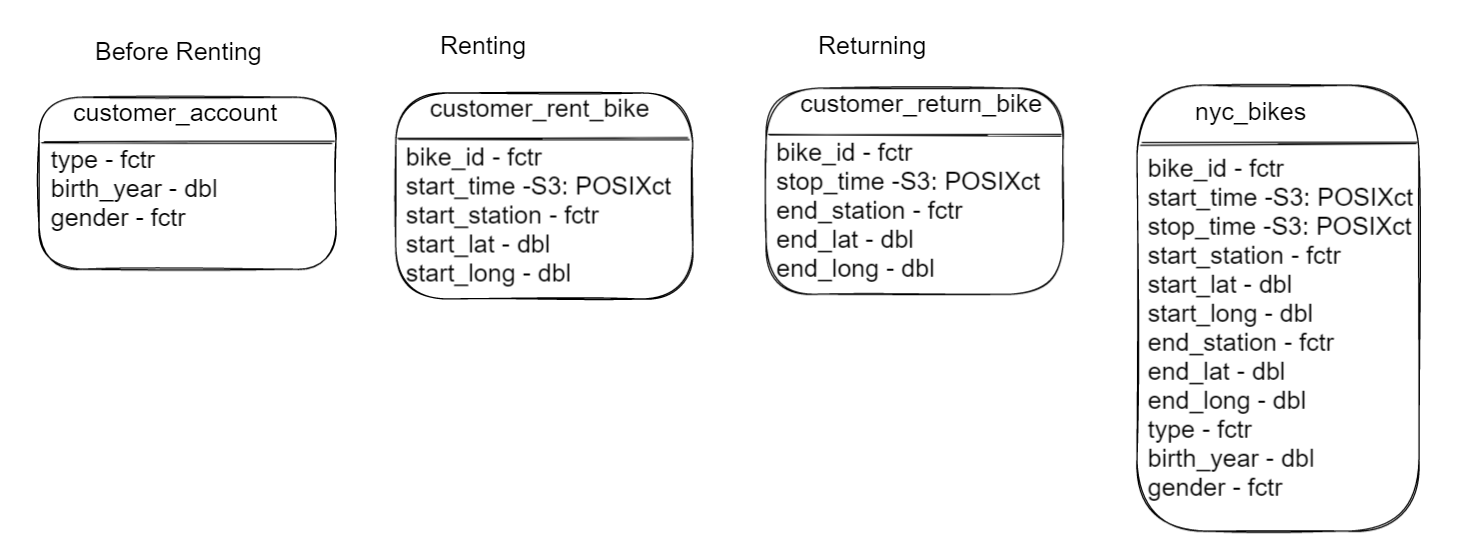 Before Renting
customer_account
type - fctr
birth_year - dbl
gender - fctr
Renting
customer_rent_bike
bike_id - fctr
start_time -S3: POSIXct
start_station - fctr
start_lat - dbl
start_long - dbl
Returning
customer_return_bike
bike_id - fctr
stop_time -S3: POSIXct
end_station - fctr
end_lat - dbl
end_long - dbl
nyc_bikes
bike_id - fctr
start_time -S3: POSIXct
stop_time -S3: POSIXct
start_station - fctr
start_lat - dbl
start_long - dbl
end_station - fctr
end_lat - dbl
end_long - dbl
type - fctr
birth_year - dbl
gender - fctr